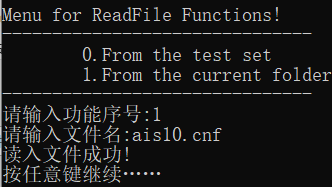 Menu for ReadFile Functions!
-------------------------------
0.From the test set
1.From the current folder
-------------------------------
请输入功能序号:1
请输入文件名:ais10.cnf
读入文件成功!
按任意键继续……